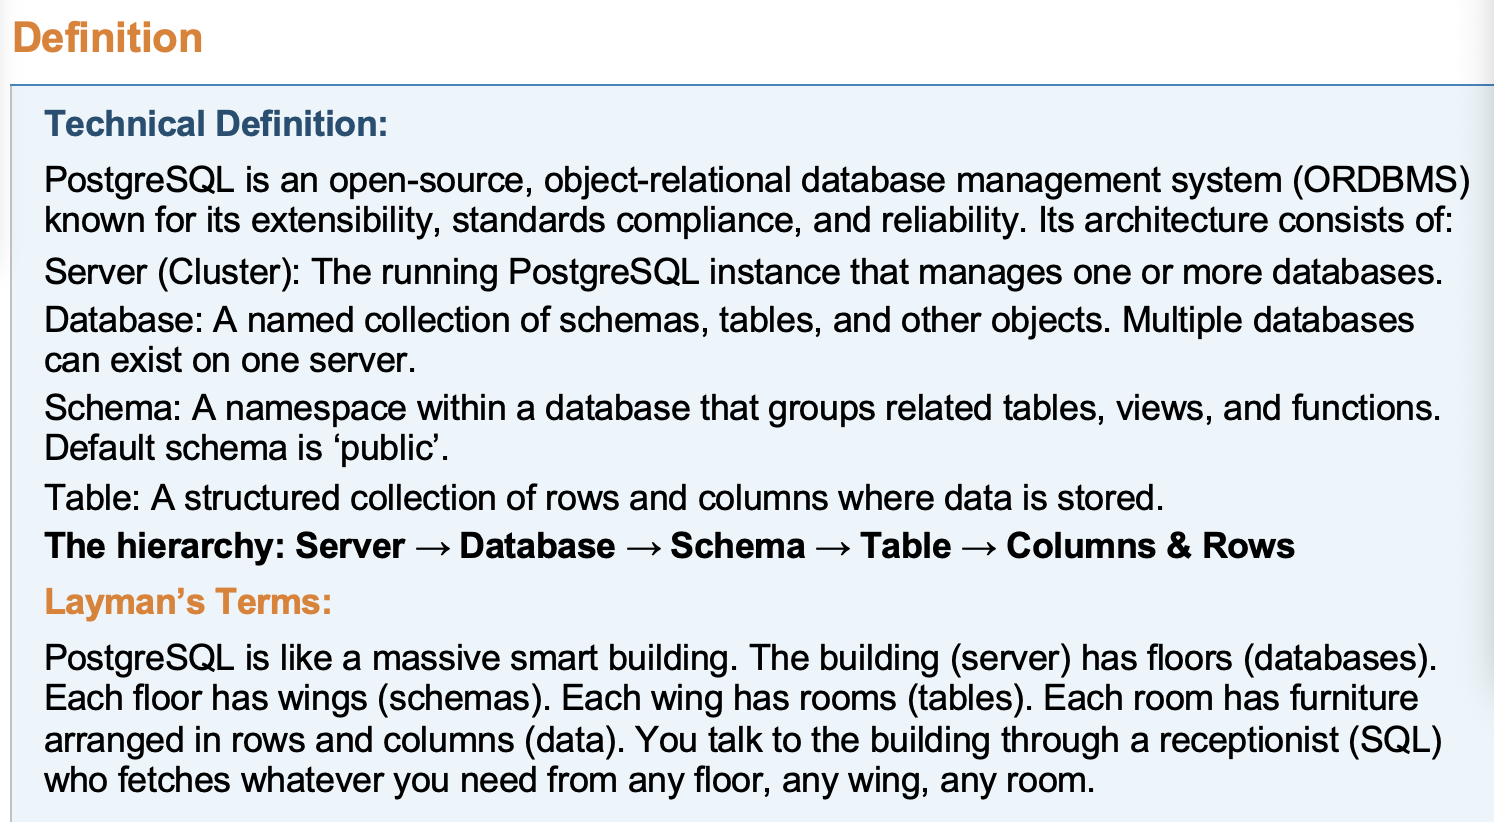 Definition
Technical Definition:
PostgreSQL is an open-source, object-relational database management system (ORDBMS)
known for its extensibility, standards compliance, and reliability. Its architecture consists of:
Server (Cluster): The running PostgreSQL instance that manages one or more databases.
Database: A named collection of schemas, tables, and other objects. Multiple databases
can exist on one server.
Schema: A namespace within a database that groups related tables, views, and functions.
Default schema is ‘public’.
Table: A structured collection of rows and columns where data is stored.
The hierarchy: Server → Database → Schema → Table → Columns & Rows
Layman’s Terms:
PostgreSQL is like a massive smart building. The building (server) has floors (databases).
Each floor has wings (schemas). Each wing has rooms (tables). Each room has furniture
arranged in rows and columns (data). You talk to the building through a receptionist (SQL)
who fetches whatever you need from any floor, any wing, any room.